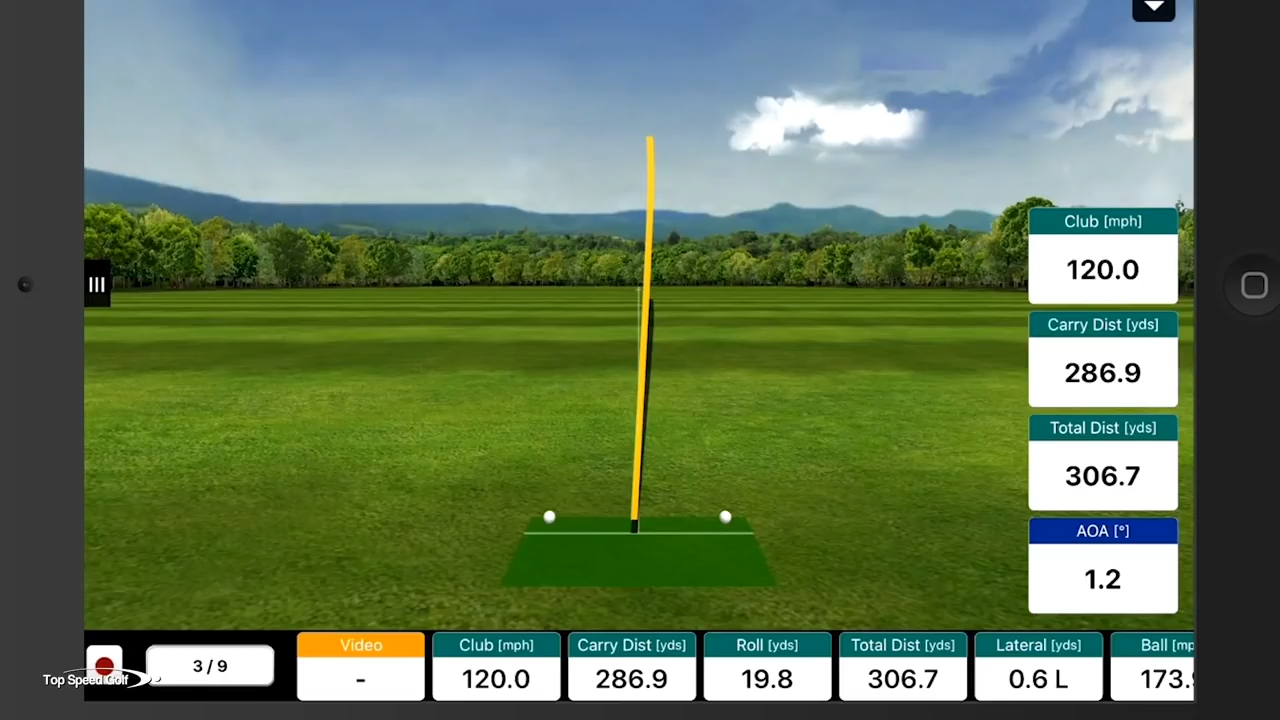 Club [mph]
120.0
Carry Dist [yds]
286.9
Total Dist [yds]
306.7
AOA [°]
1.2
3 / 9
Video
-
Club [mph]
120.0
Carry Dist [yds]
286.9
Roll [yds]
19.8
Total Dist [yds]
306.7
Lateral [yds]
0.6 L
Ball [mp
173.
Top Speed Golf